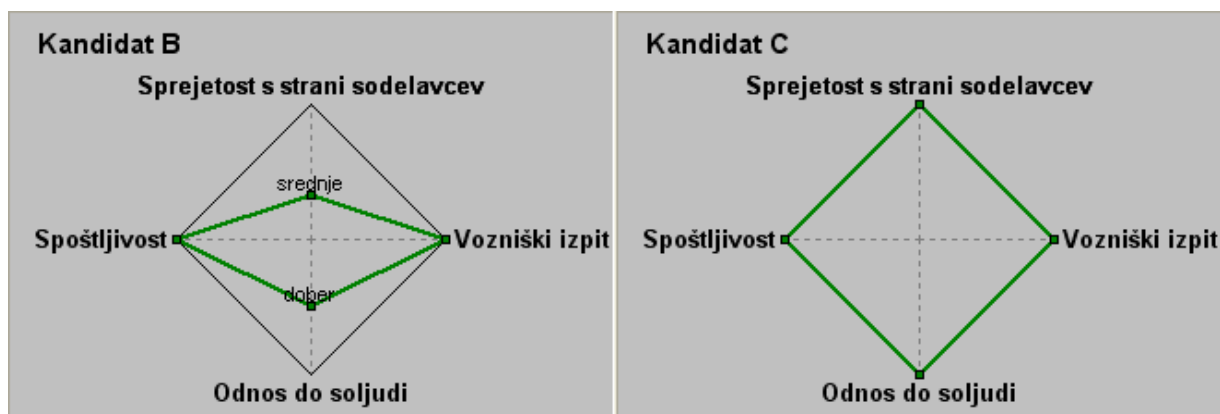 Kandidat B
Sprejetost s strani sodelavcev
srednje
Spoštljivost
Vozniški izpit
dober
Odnos do soljudi
Kandidat C
Sprejetost s strani sodelavcev
Spoštljivost
Vozniški izpit
Odnos do soljudi